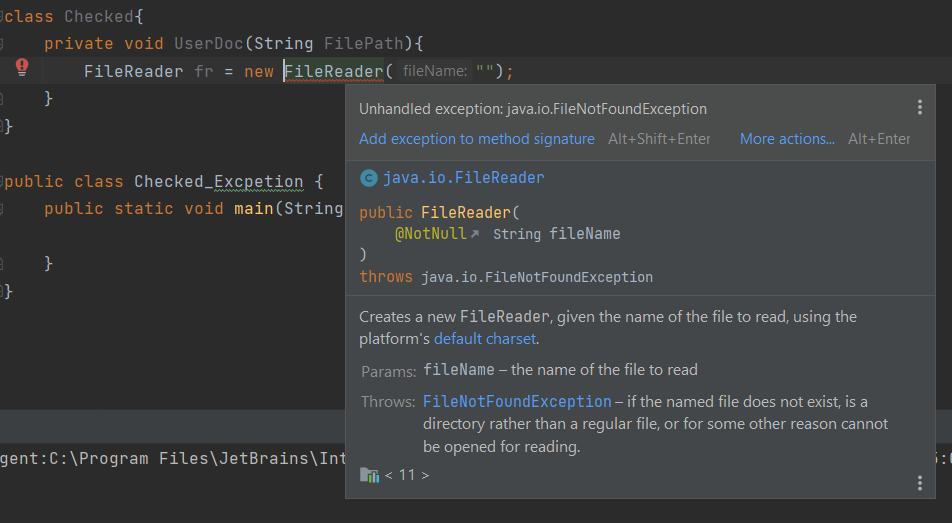 class Checked{
private void UserDoc(String FilePath){
FileReader fr = new FileReader( fileName: "");
}
}
public class Checked_Excpetion {
public static void main(String
}
}
Unhandled exception: java.io.FileNotFoundException
Add exception to method signature Alt+Shift+Enter More actions... Alt+Enter
C java.io.FileReader
public FileReader(
@NotNull String fileName
)
throws java.io.FileNotFoundException
Creates a new FileReader, given the name of the file to read, using the
platform's default charset.
Params: fileName – the name of the file to read
Throws: FileNotFoundException – if the named file does not exist, is a
directory rather than a regular file, or for some other reason cannot
be opened for reading.
< 11 >
gent:C:\Program Files\JetBrains\Int